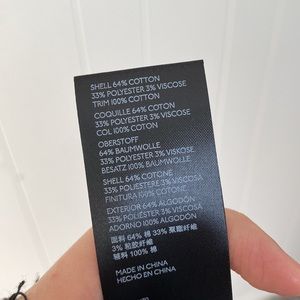 SHELL 64% COTTON
33% POLYESTER 3% VISCOSE
TRIM 100% COTTON
COQUILLE 64% COTON
33% POLYESTER 3% VISCOSE
COL 100% COTON
OBERSTOFF
64% BAUMWOLLE
33% POLYESTER 3% VISKOSE
BESATZ 100% BAUMWOLLE
SHELL 64% COTONE
33% POLIESTERE 3% VISCOSA
FINITURA 100% COTONE
EXTERIOR 64% ALGODÓN
33% POLIÉSTER 3% VISCOSA
ADORNO 100% ALGODÓN
面料 64% 棉 33% 聚酯纤维
3% 粘胶纤维
辅料 100% 棉
MADE IN CHINA
HECHO EN CHINA